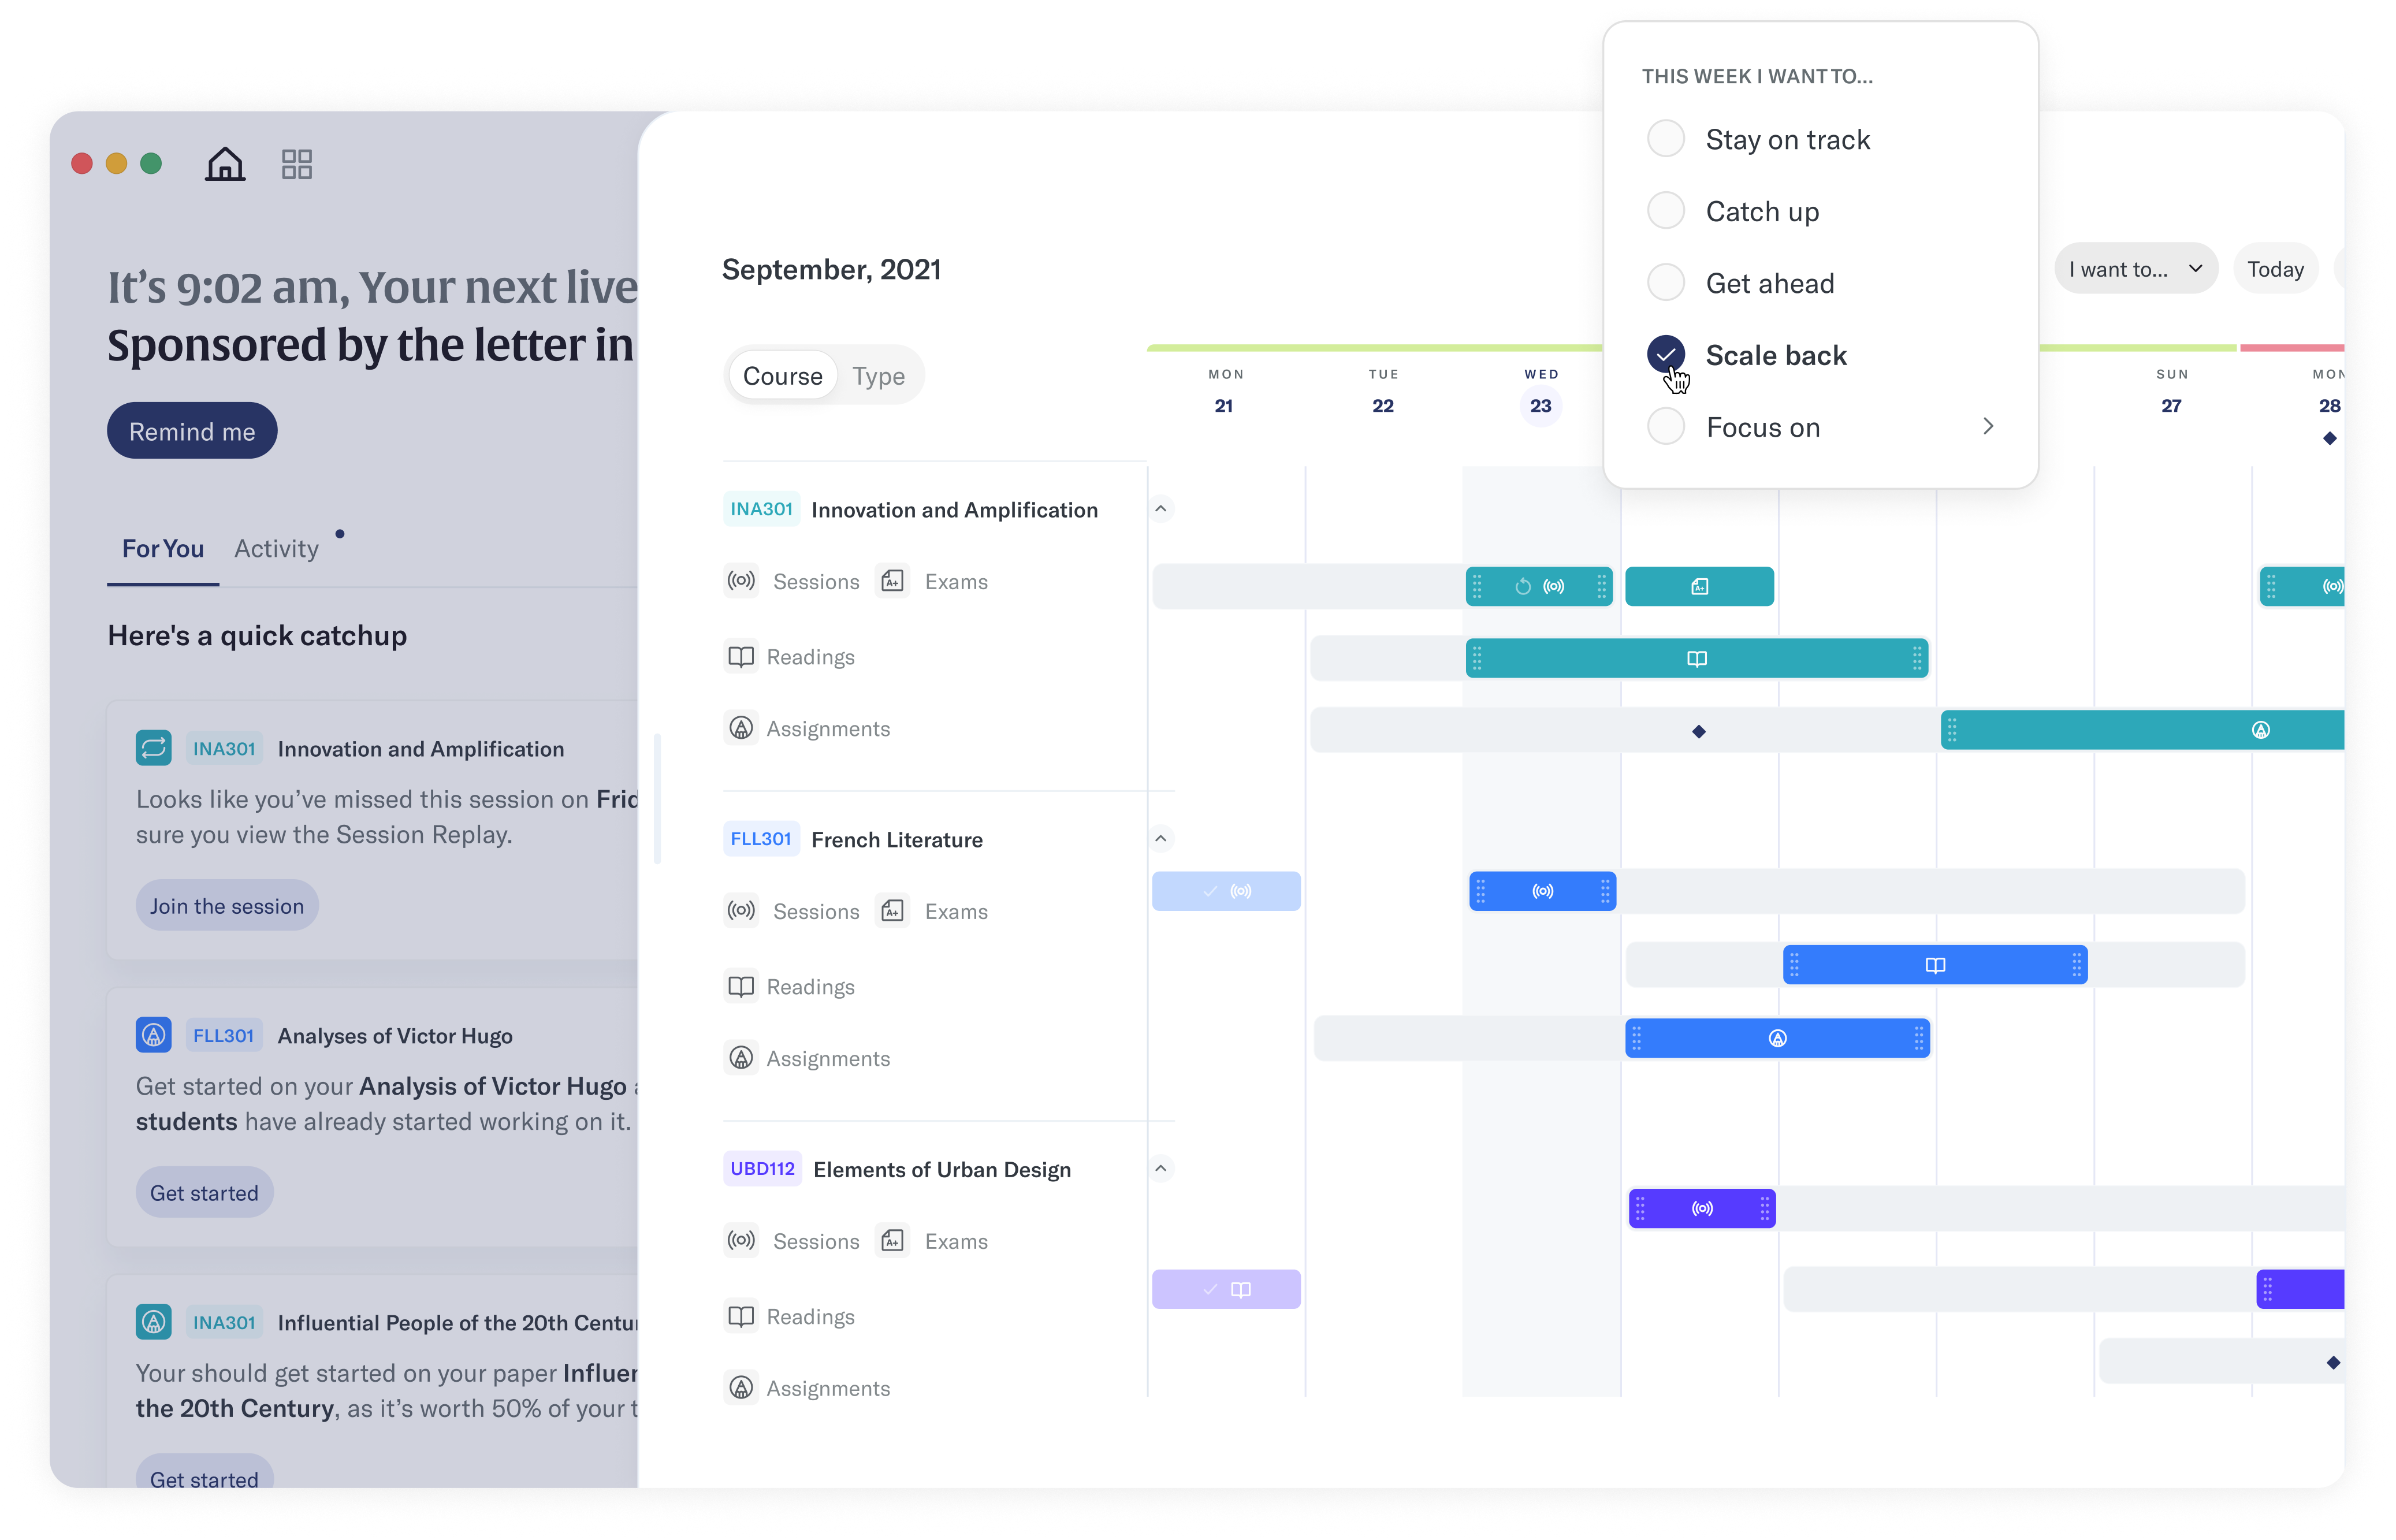 THIS WEEK I WANT TO...
Stay on track
Catch up
Get ahead
Scale back
Focus on
It’s 9:02 am, Your next live
Sponsored by the letter in
Remind me
For You Activity
Here's a quick catchup
INA301 Innovation and Amplification
Looks like you’ve missed this session on Frid
sure you view the Session Replay.
Join the session
FLL301 Analyses of Victor Hugo
Get started on your Analysis of Victor Hugo
students have already started working on it.
Get started
INA301 Influential People of the 20th Centu
Your should get started on your paper Influe
the 20th Century, as it’s worth 50% of your t
Get started
September, 2021
I want to... Today
Course Type
MON TUE WED SUN MON
21 22 23 27 28
INA301 Innovation and Amplification
Sessions A+ Exams
Readings
Assignments
FLL301 French Literature
Sessions A+ Exams
Readings
Assignments
UBD112 Elements of Urban Design
Sessions A+ Exams
Readings
Assignments